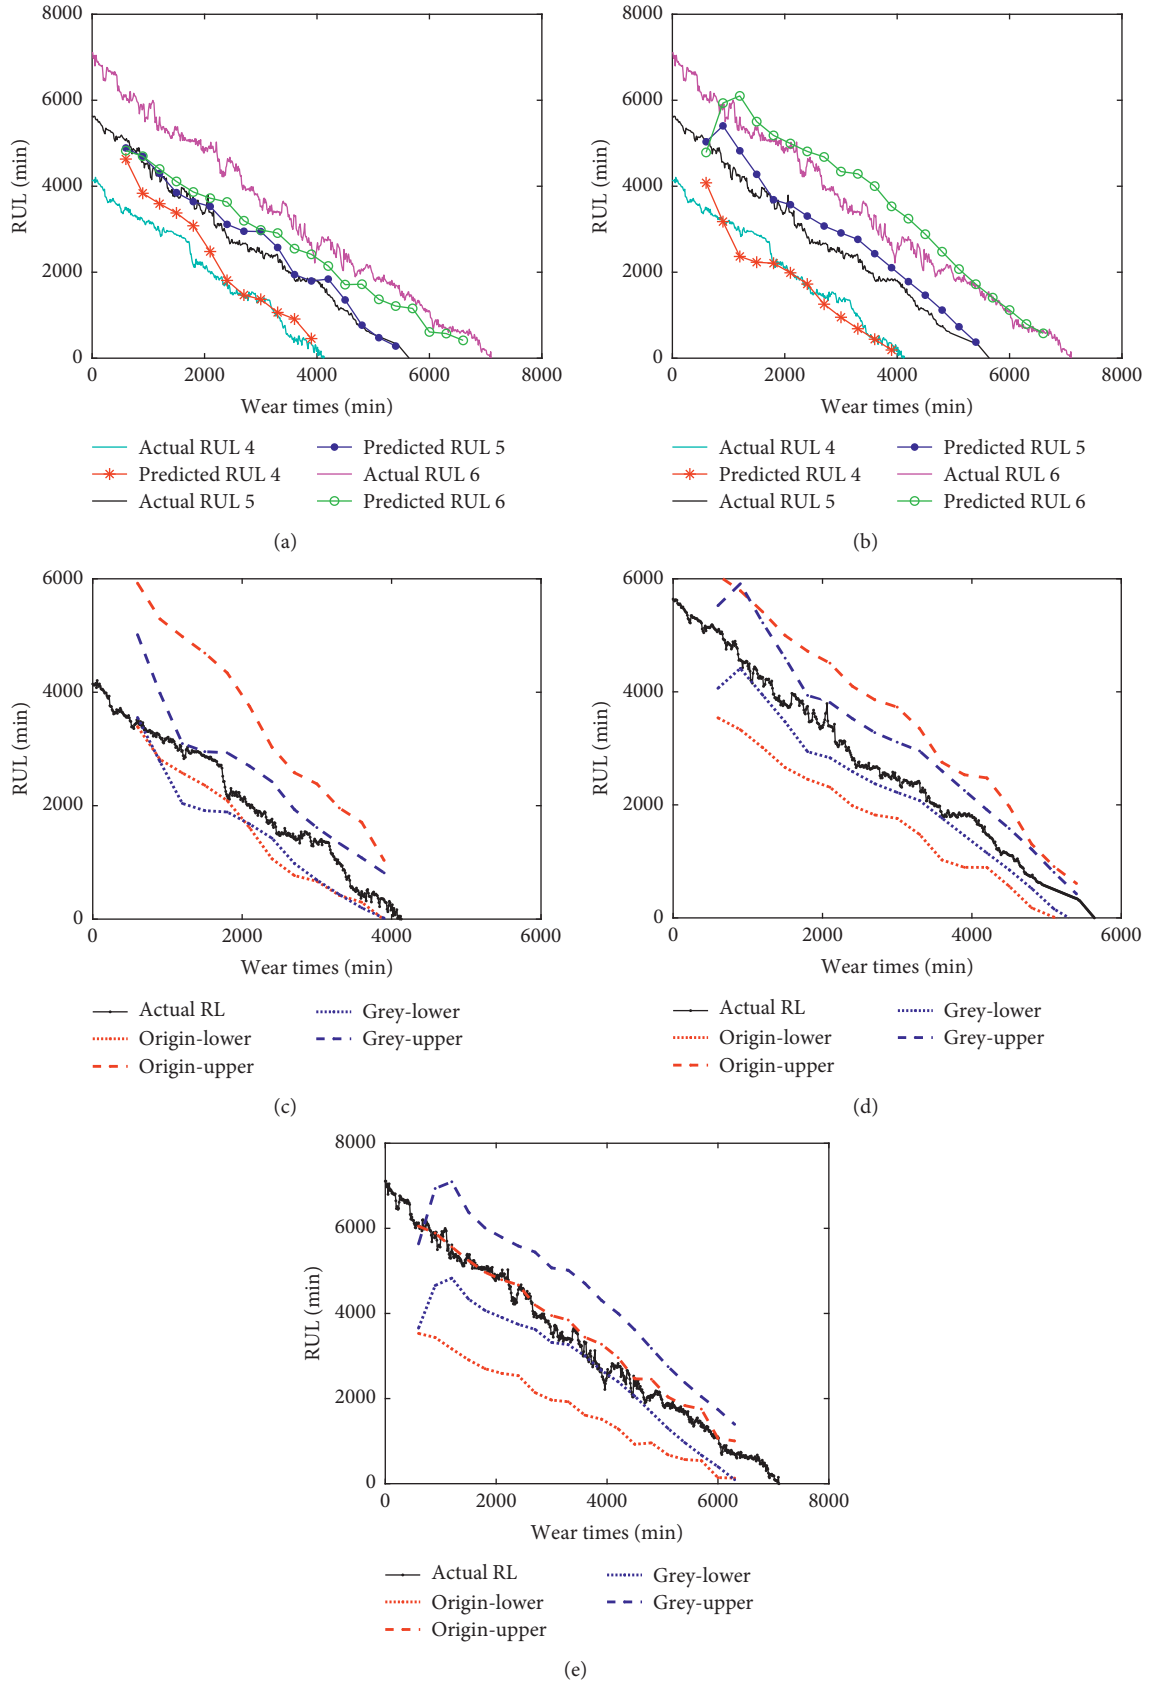 8000
6000
4000
2000
0
RUL (min)
0 2000 4000 6000 8000
Wear times (min)
Actual RUL 4
Predicted RUL 4
Actual RUL 5
Predicted RUL 5
Actual RUL 6
Predicted RUL 6
(a)
8000
6000
4000
2000
0
RUL (min)
0 2000 4000 6000 8000
Wear times (min)
Actual RUL 4
Predicted RUL 4
Actual RUL 5
Predicted RUL 5
Actual RUL 6
Predicted RUL 6
(b)
6000
4000
2000
0
RUL (min)
0 2000 4000 6000
Wear times (min)
Actual RL
Origin-lower
Origin-upper
Grey-lower
Grey-upper
(c)
6000
4000
2000
0
RUL (min)
0 2000 4000 6000
Wear times (min)
Actual RL
Origin-lower
Origin-upper
Grey-lower
Grey-upper
(d)
8000
6000
4000
2000
0
RUL (min)
0 2000 4000 6000 8000
Wear times (min)
Actual RL
Origin-lower
Origin-upper
Grey-lower
Grey-upper
(e)